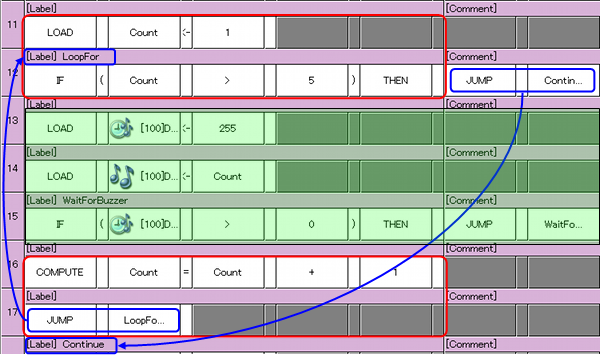 [Label] [Comment]
11 LOAD Count <- 1
[Label] LoopFor [Comment]
12 IF ( Count > 5 ) THEN JUMP Contin...
[Label] [Comment]
13 LOAD [100]D... <- 255
[Label] [Comment]
14 LOAD [100]D... <- Count
[Label] WaitForBuzzer [Comment]
15 IF ( [100]D... > 0 ) THEN JUMP WaitFo...
[Label] [Comment]
16 COMPUTE Count = Count + 1
[Label] [Comment]
17 JUMP LoopFo...
[Label] Continue [Comment]